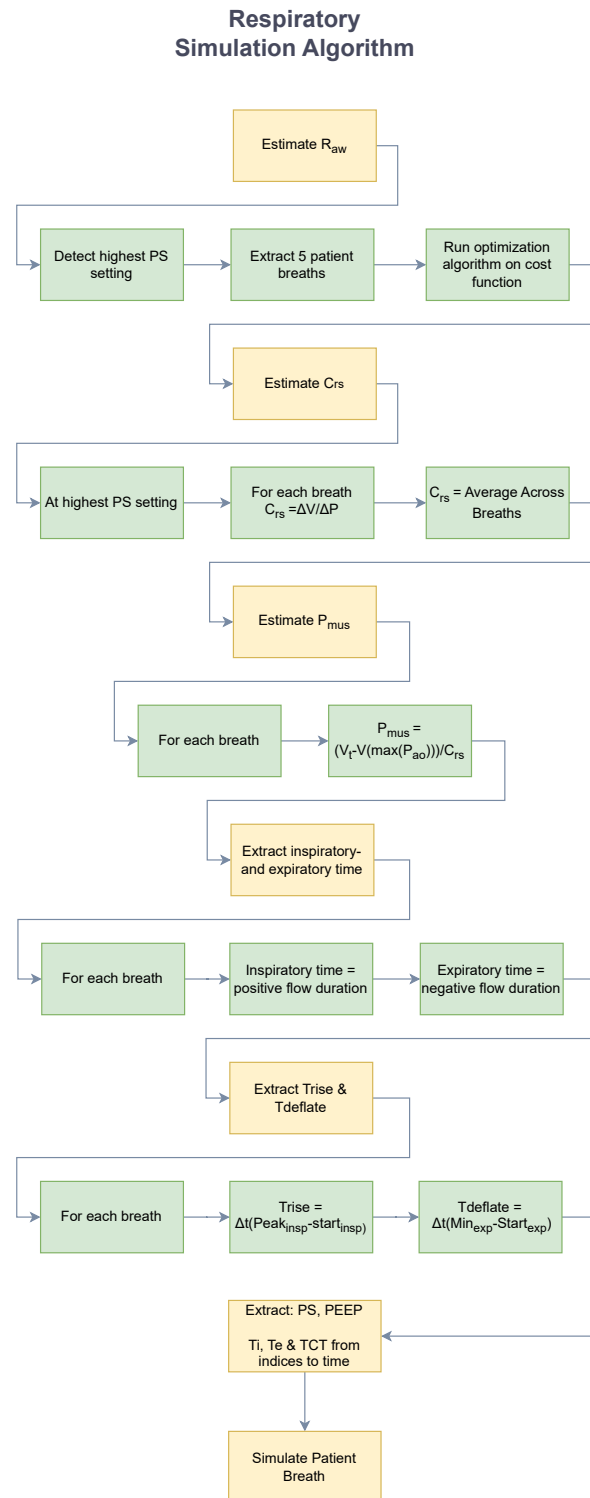 Respiratory
Simulation Algorithm
Estimate Raw
Detect highest PS
setting
Extract 5 patient
breaths
Run optimization
algorithm on cost
function
Estimate Crs
At highest PS setting
For each breath
Crs =ΔV/ΔP
Crs = Average Across
Breaths
Estimate Pmus
For each breath
Pmus =
(Vt-V(max(Pao)))/Crs
Extract inspiratory-
and expiratory time
For each breath
Inspiratory time =
positive flow duration
Expiratory time =
negative flow duration
Extract Trise &
Tdeflate
For each breath
Trise =
Δt(Peakinsp-startinsp)
Tdeflate =
Δt(Minexp-Startexp)
Extract: PS, PEEP
Ti, Te & TCT from
indices to time
Simulate Patient
Breath